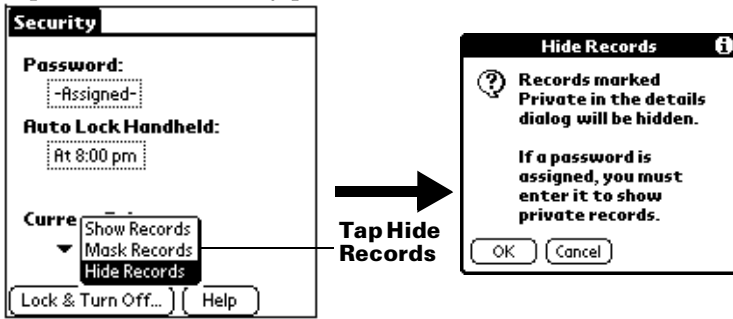 Security
Password:
-Assigned-
Auto Lock Handheld:
At 8:00 pm
Curre
Show Records
Mask Records
Hide Records
Lock & Turn Off...
Help
Tap Hide
Records
Hide Records
Records marked
Private in the details
dialog will be hidden.
If a password is
assigned, you must
enter it to show
private records.
OK
Cancel